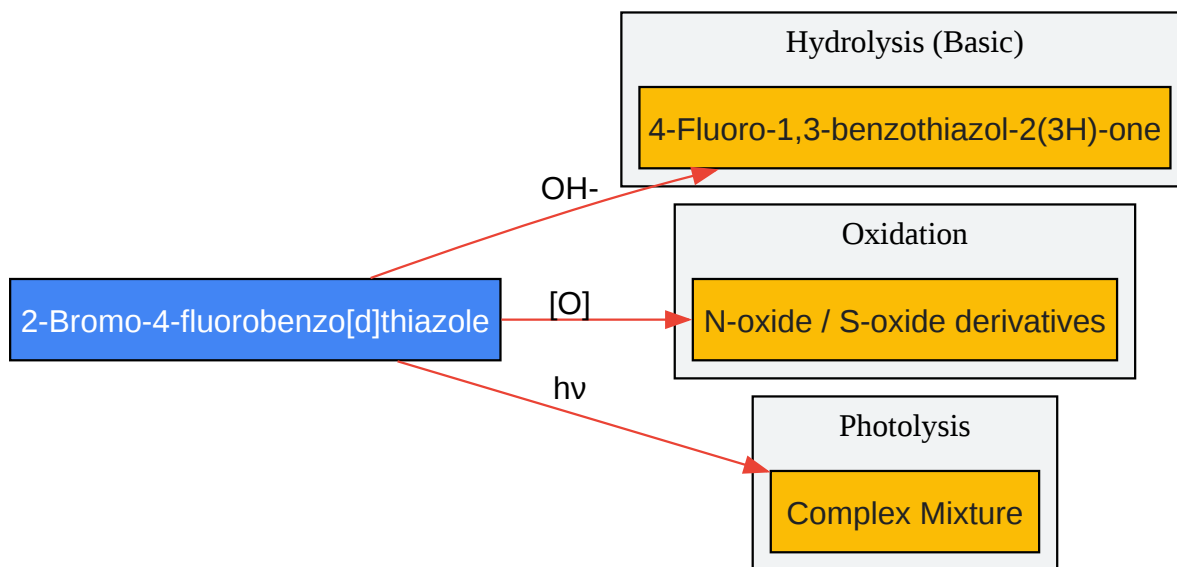 Hydrolysis (Basic)
4-Fluoro-1,3-benzothiazol-2(3H)-one
OH-
Oxidation
2-Bromo-4-fluorobenzo[d]thiazole
[O]
N-oxide / S-oxide derivatives
hν
Photolysis
Complex Mixture